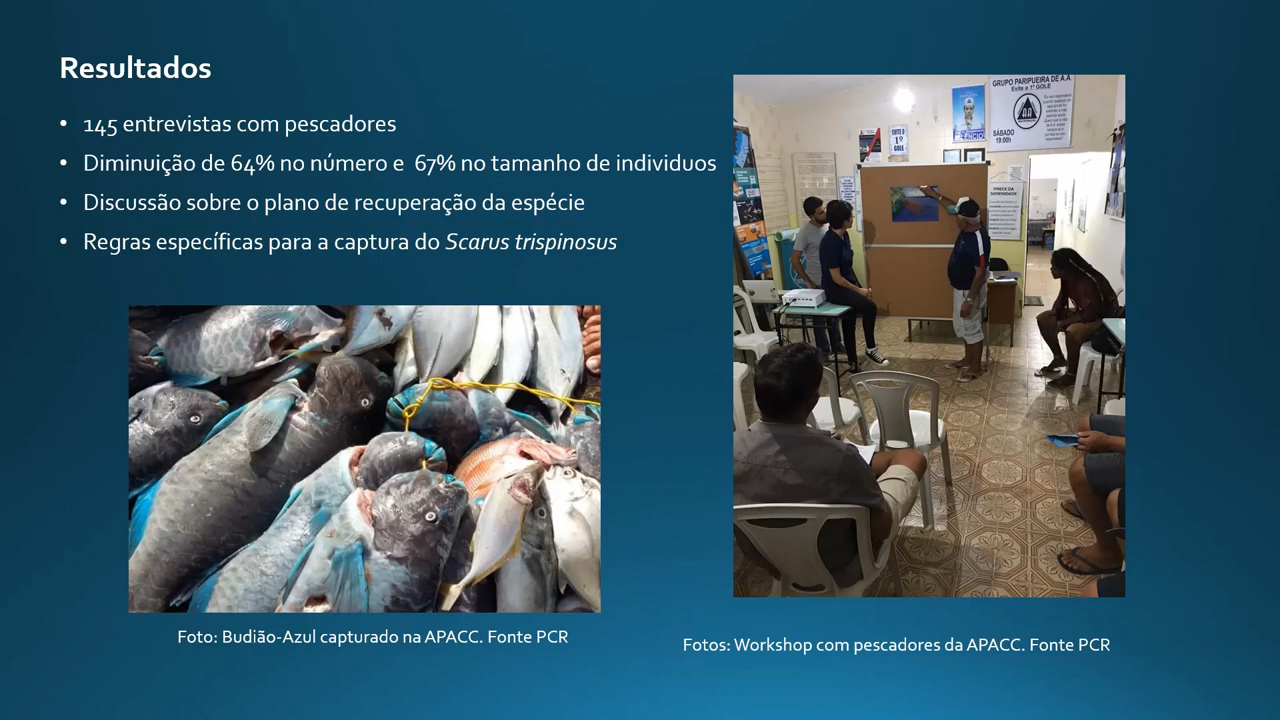 Resultados
• 145 entrevistas com pescadores
• Diminuição de 64% no número e 67% no tamanho de individuos
• Discussão sobre o plano de recuperação da espécie
• Regras específicas para a captura do Scarus trispinosus
GRUPO PARIPUEIRA DE A.A.
Evite o 1º GOLE
SÁBADO
19:00h
EVITE O
1º
GOLE
PRECE DA
SERENIDADE
Foto: Budião-Azul capturado na APACC. Fonte PCR
Fotos: Workshop com pescadores da APACC. Fonte PCR